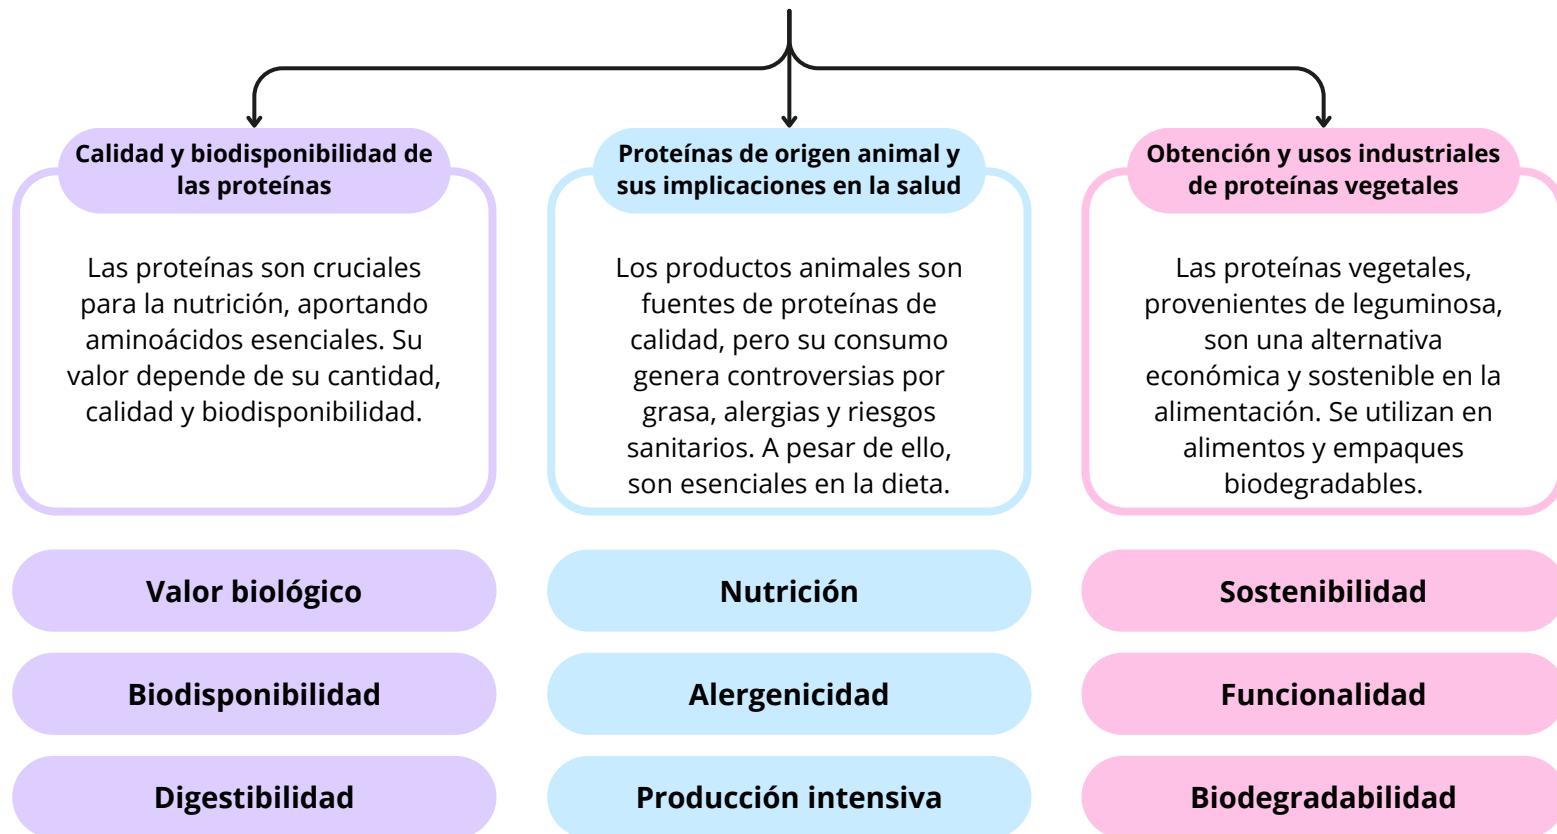 Calidad y biodisponibilidad de
las proteínas
Las proteínas son cruciales
para la nutrición, aportando
aminoácidos esenciales. Su
valor depende de su cantidad,
calidad y biodisponibilidad.
Valor biológico
Biodisponibilidad
Digestibilidad
Proteínas de origen animal y
sus implicaciones en la salud
Los productos animales son
fuentes de proteínas de
calidad, pero su consumo
genera controversias por
grasa, alergias y riesgos
sanitarios. A pesar de ello,
son esenciales en la dieta.
Nutrición
Alergenicidad
Producción intensiva
Obtención y usos industriales
de proteínas vegetales
Las proteínas vegetales,
provenientes de leguminosa,
son una alternativa
económica y sostenible en la
alimentación. Se utilizan en
alimentos y empaques
biodegradables.
Sostenibilidad
Funcionalidad
Biodegradabilidad